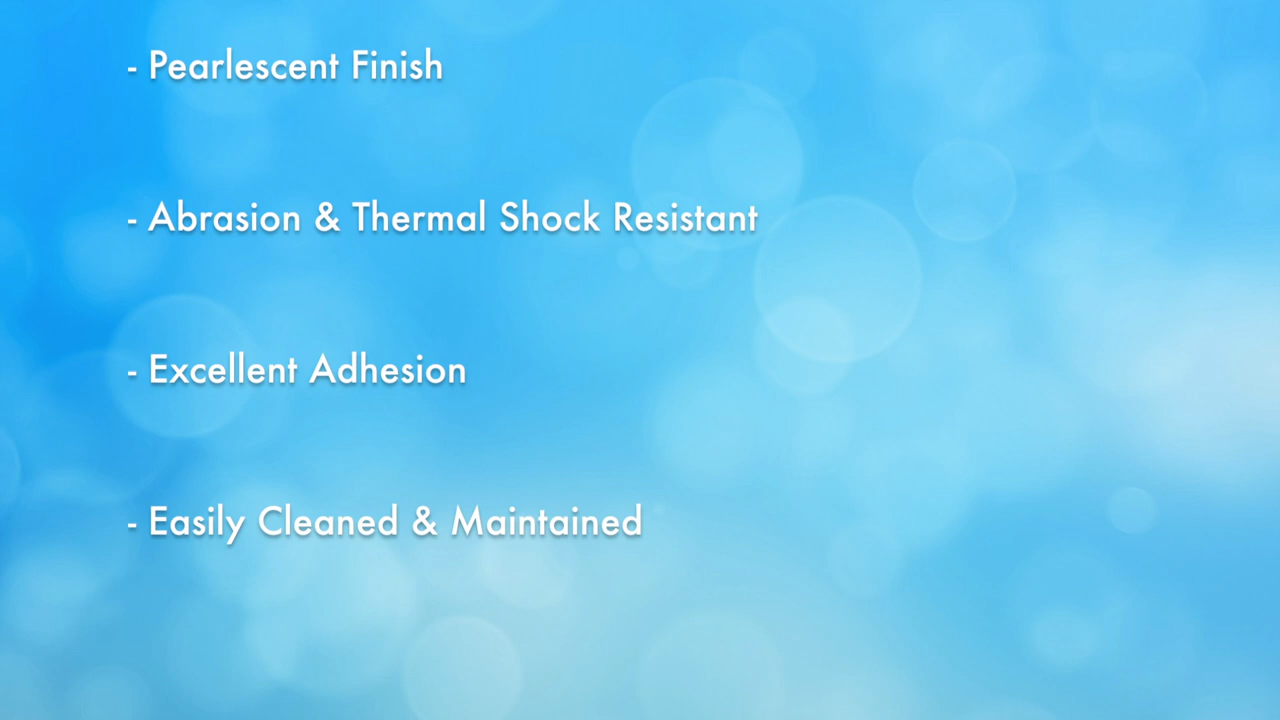 - Pearlescent Finish
- Abrasion & Thermal Shock Resistant
- Excellent Adhesion
- Easily Cleaned & Maintained